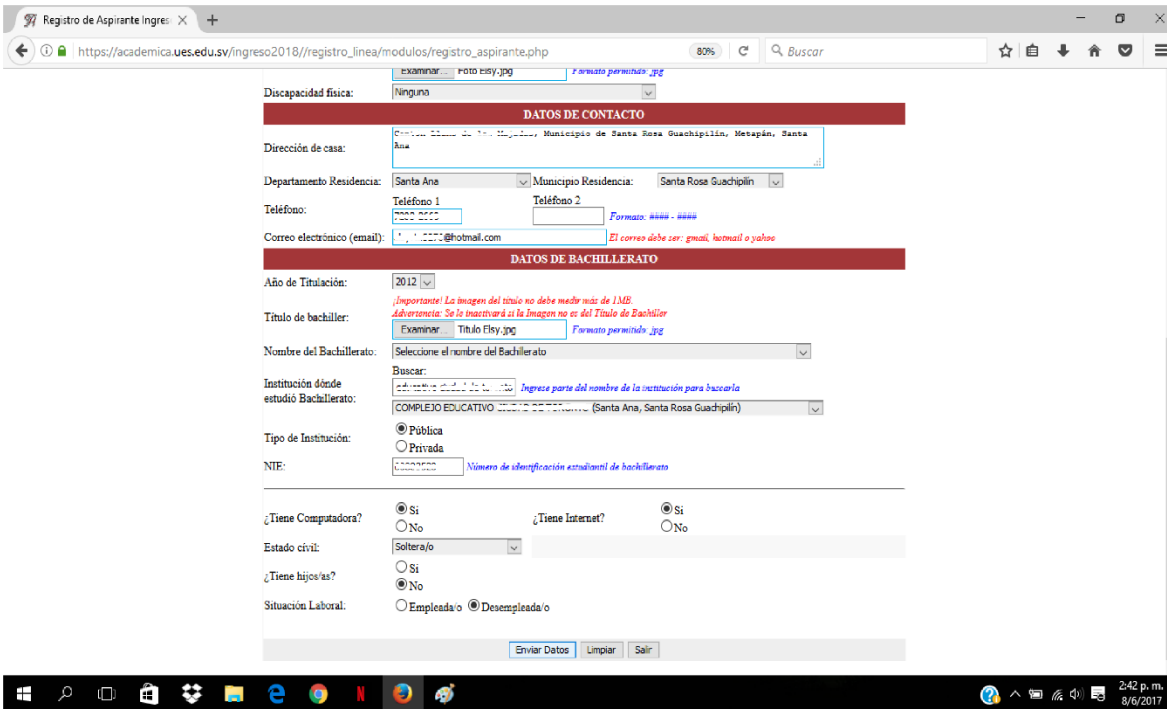 Registro de Aspirante Ingres
https://academica.ues.edu.sv/ingreso2018//registro_linea/modulos/registro_aspirante.php
80%
Buscar
Examinar... Foto Elsy.jpg Formato permitido: jpg
Discapacidad física: Ninguna
DATOS DE CONTACTO
Dirección de casa: Municipio de Santa Rosa Guachipilín, Metapán, Santa
Ana
Departamento Residencia: Santa Ana Municipio Residencia: Santa Rosa Guachipilín
Teléfono 1 Teléfono 2
Teléfono: Formato: #### - ####
Correo electrónico (email): @hotmail.com El correo debe ser: gmail, hotmail o yahoo
DATOS DE BACHILLERATO
Año de Titulación: 2012
¡Importante! La imagen del título no debe medir más de 1MB.
Advertencia: Se lo inactivará si la Imagen no es del Título de Bachiller
Título de bachiller: Examinar... Titulo Elsy.jpg Formato permitido: jpg
Nombre del Bachillerato: Seleccione el nombre del Bachillerato
Buscar:
Institución dónde estudió Bachillerato: Ingrese parte del nombre de la institución para buscarla
COMPLEJO EDUCATIVO (Santa Ana, Santa Rosa Guachipilín)
Tipo de Institución: Pública
Privada
NIE: Número de identificación estudiantil de bachillerato
¿Tiene Computadora? Si ¿Tiene Internet? Si
No No
Estado civil: Soltera/o
¿Tiene hijos/as? Si
No
Situación Laboral: Empleada/o Desempleada/o
Enviar Datos Limpiar Salir
2:42 p. m.
8/6/2017